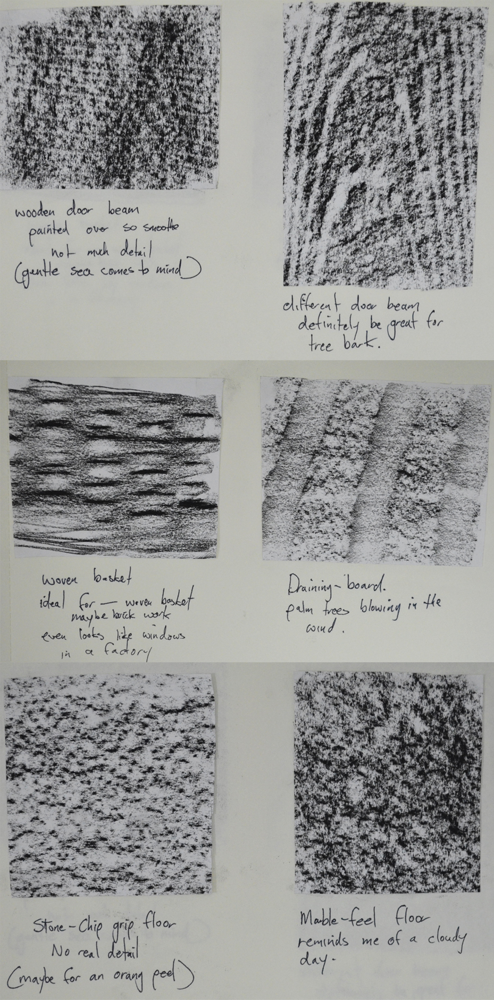 wooden door beam
painted over so smoothe
not much detail
(gentle sea comes to mind)
different door beam
definitely be great for
tree bark.
woven basket
ideal for — woven basket
maybe brick work
even looks like windows
in a factory
Draining-board.
palm trees blowing in the
wind.
Stone-Chip grip floor
No real detail
(maybe for an orang peel)
Marble-feel floor
reminds me of a cloudy
day.